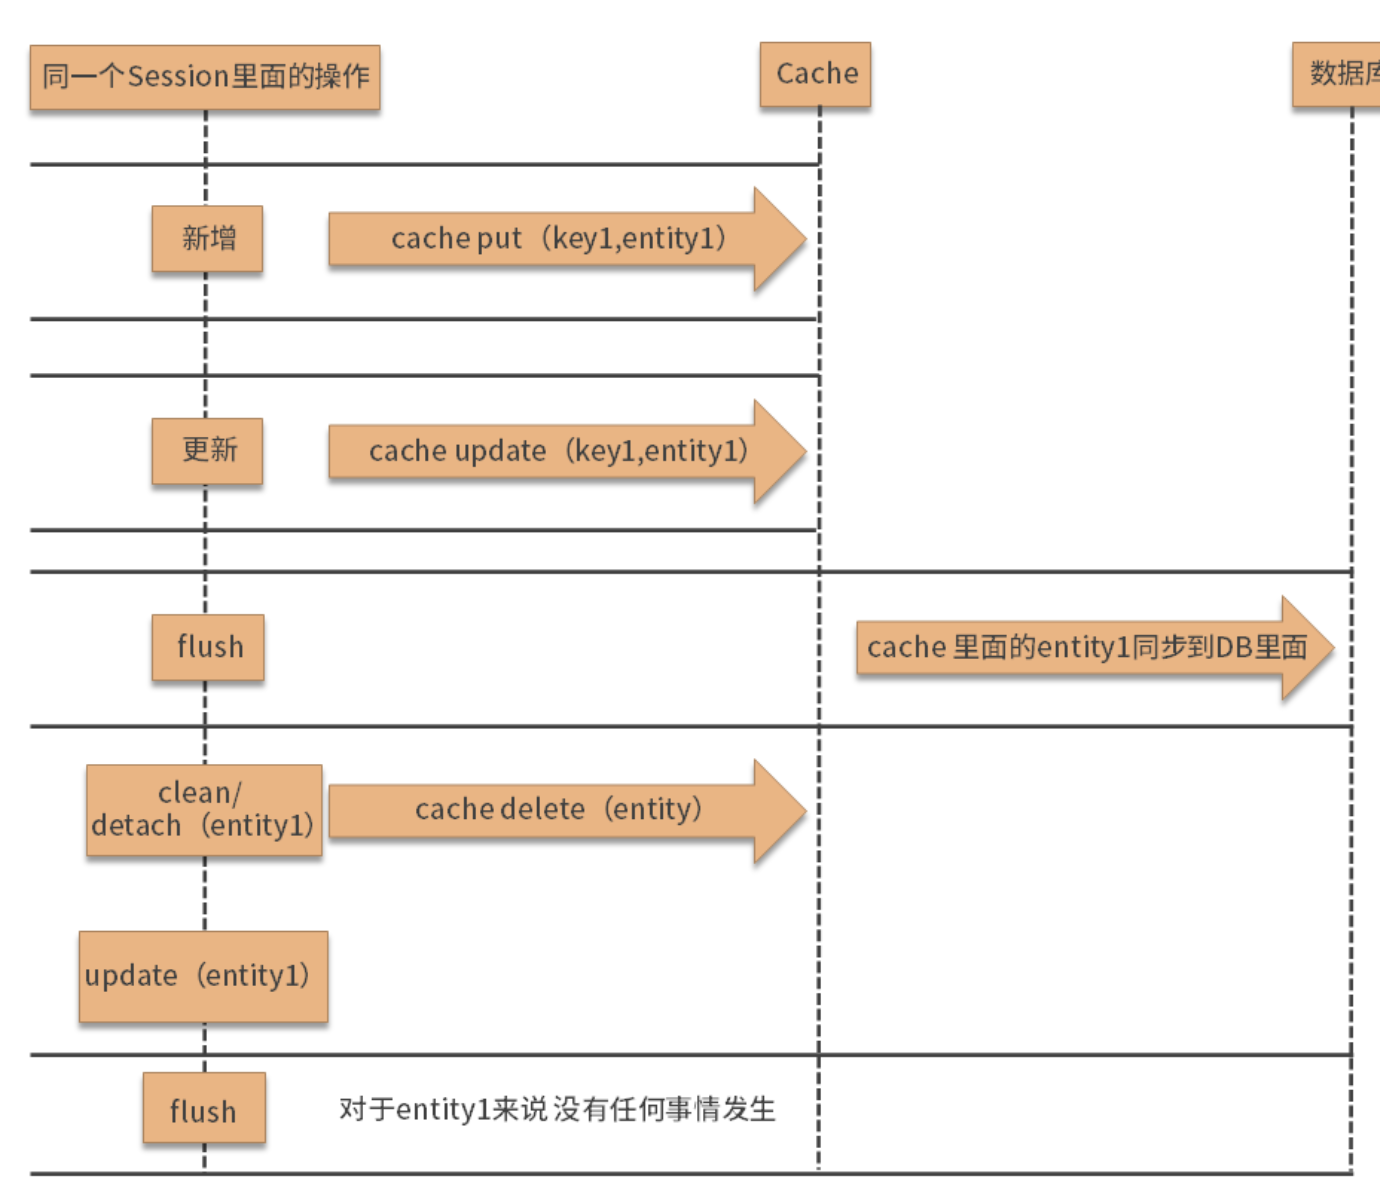 同一个Session里面的操作
Cache
数据库
新增
cache put（key1,entity1）
更新
cache update（key1,entity1）
flush
cache 里面的entity1同步到DB里面
clean/
detach（entity1）
cache delete（entity）
update（entity1）
flush
对于entity1来说 没有任何事情发生